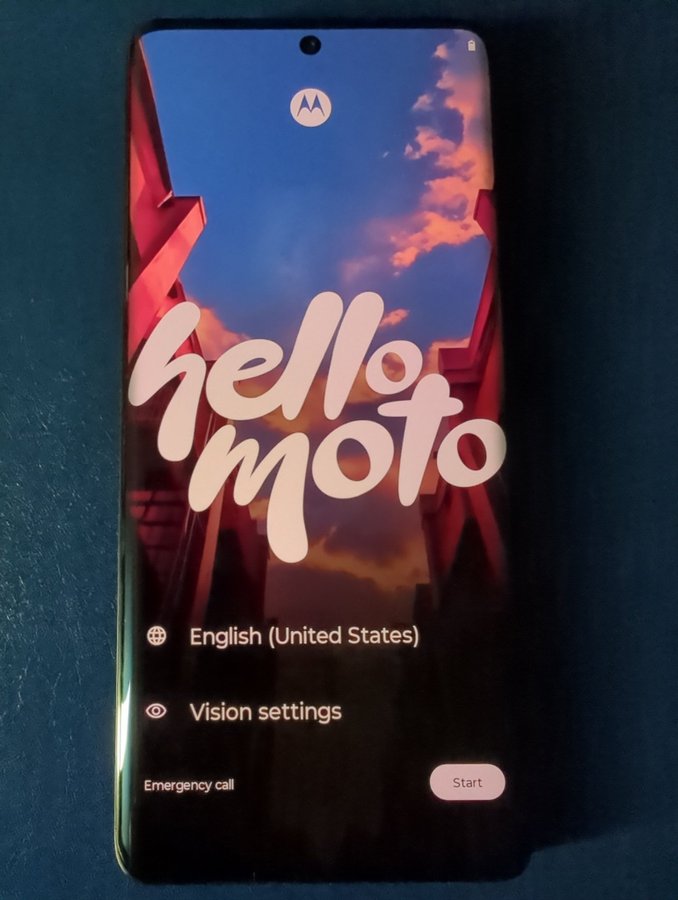 hello
moto
English (United States)
Vision settings
Emergency call
Start